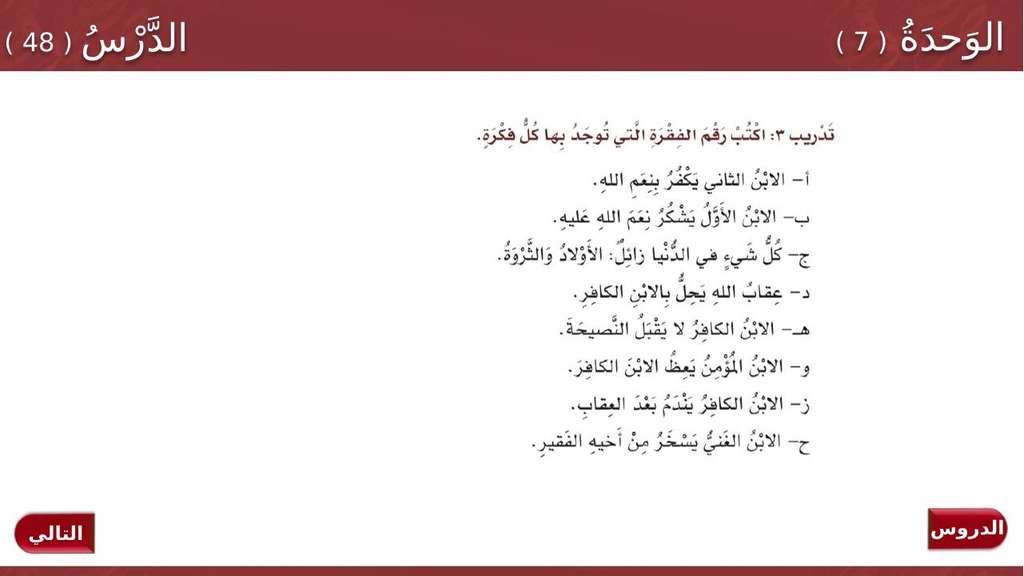 الوَحدَةُ ( 7 )
الدَّرْسُ ( 48 )
تَدْريب ٣: اكْتُبْ رَقْمَ الفِقْرَةِ الَّتي تُوجَدُ بِها كُلُّ فِكْرَةٍ.
أ– الابْنُ الثاني يَكْفُرُ بِنِعَمِ اللهِ.
ب– الابْنُ الأَوَّلُ يَشْكُرُ نِعَمَ اللهِ عَليهِ.
ج– كُلُّ شَيءٍ في الدُّنْيا زائِلٌ: الأَوْلادُ وَالثَّرْوَةُ.
د– عِقابُ اللهِ يَحِلُّ بِالابْنِ الكافِرِ.
هـ– الابْنُ الكافِرُ لا يَقْبَلُ النَّصيحَةَ.
و– الابْنُ المُؤْمِنُ يَعِظُ الابْنَ الكافِرَ.
ز– الابْنُ الكافِرُ يَنْدَمُ بَعْدَ العِقابِ.
ح– الابْنُ الغَنيُّ يَسْخَرُ مِنْ أَخيهِ الفَقيرِ.
الدروس
التالي